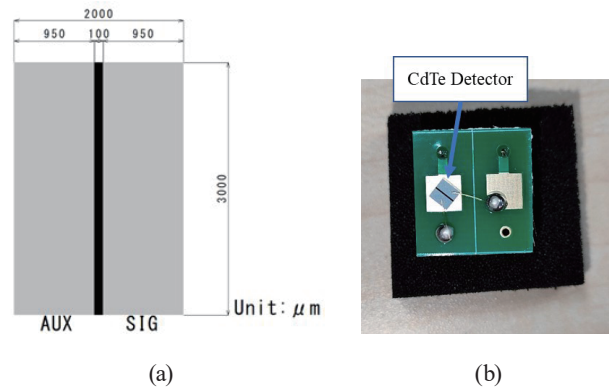 2000
950 100 950
3000
AUX SIG
Unit: μm
(a)
CdTe Detector
(b)